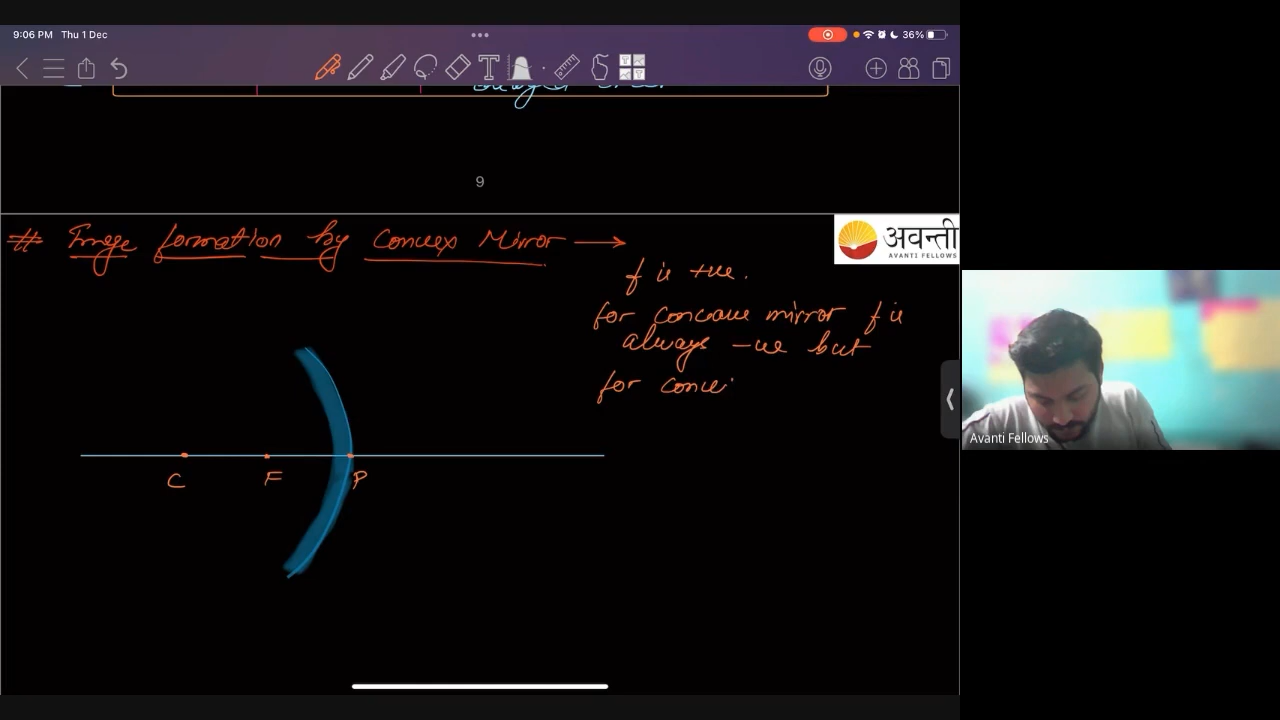 9:06 PM Thu 1 Dec
36%
T
9
# Image formation by Convex Mirror →
अवन्ती
AVANTI FELLOWS
f is +ve.
for concave mirror f is
always -ve but
for conve
C F P
Avanti Fellows